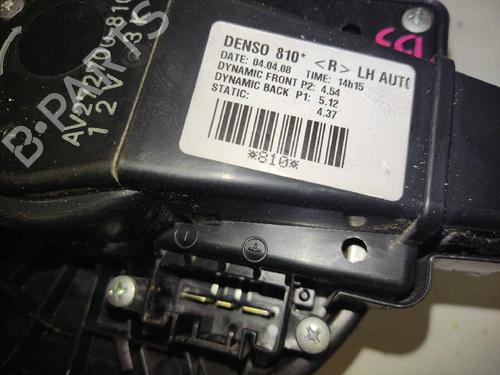 DENSO 810* <R> LH AUTO
DATE: 04.04.08 TIME: 14h15
DYNAMIC FRONT P2: 4.54
DYNAMIC BACK P1: 5.12
STATIC: 4.37
*810*
12V
B-PARTS